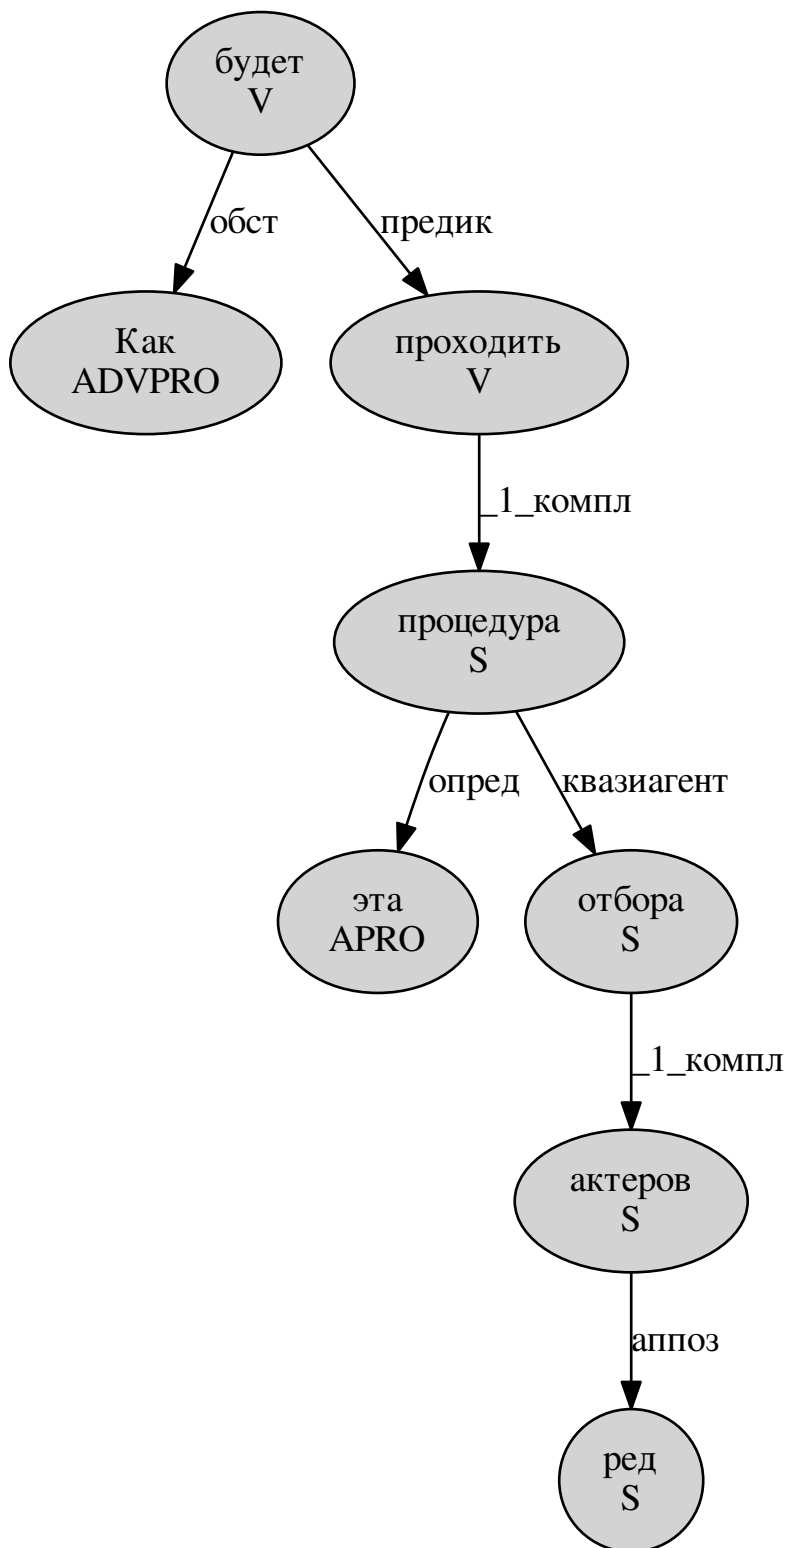 будет
V
обст
предик
Как
ADVPRO
проходить
V
_1_компл
процедура
S
опред
квазиагент
эта
APRO
отбора
S
_1_компл
актеров
S
аппоз
ред
S